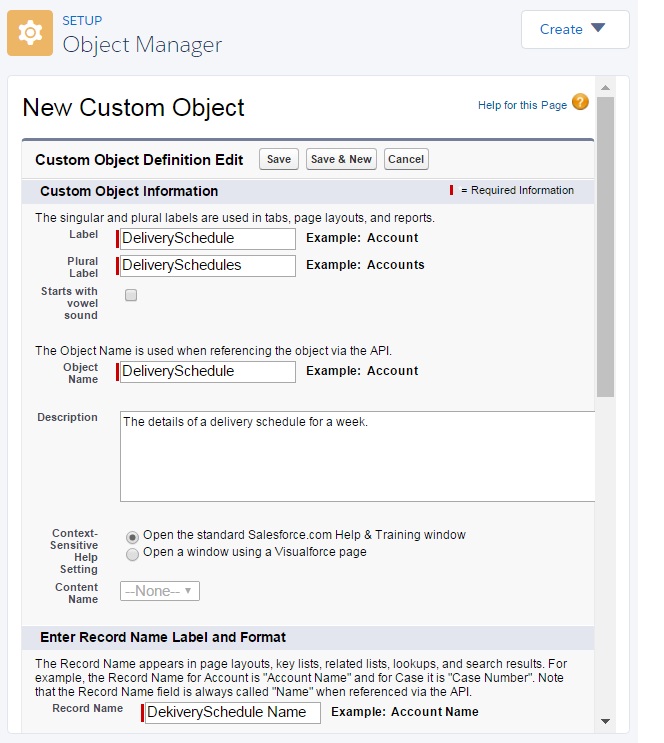 SETUP
Object Manager
Create
New Custom Object
Help for this Page ?
Custom Object Definition Edit Save Save & New Cancel
Custom Object Information = Required Information
The singular and plural labels are used in tabs, page layouts, and reports.
Label DeliverySchedule Example: Account
Plural Label DeliverySchedules Example: Accounts
Starts with
vowel
sound
The Object Name is used when referencing the object via the API.
Object Name DeliverySchedule Example: Account
Description The details of a delivery schedule for a week.
Context-
Sensitive
Help
Setting
Open the standard Salesforce.com Help & Training window
Open a window using a Visualforce page
Content Name --None--
Enter Record Name Label and Format
The Record Name appears in page layouts, key lists, related lists, lookups, and search results. For
example, the Record Name for Account is "Account Name" and for Case it is "Case Number". Note
that the Record Name field is always called "Name" when referenced via the API.
Record Name DekiverySchedule Name Example: Account Name